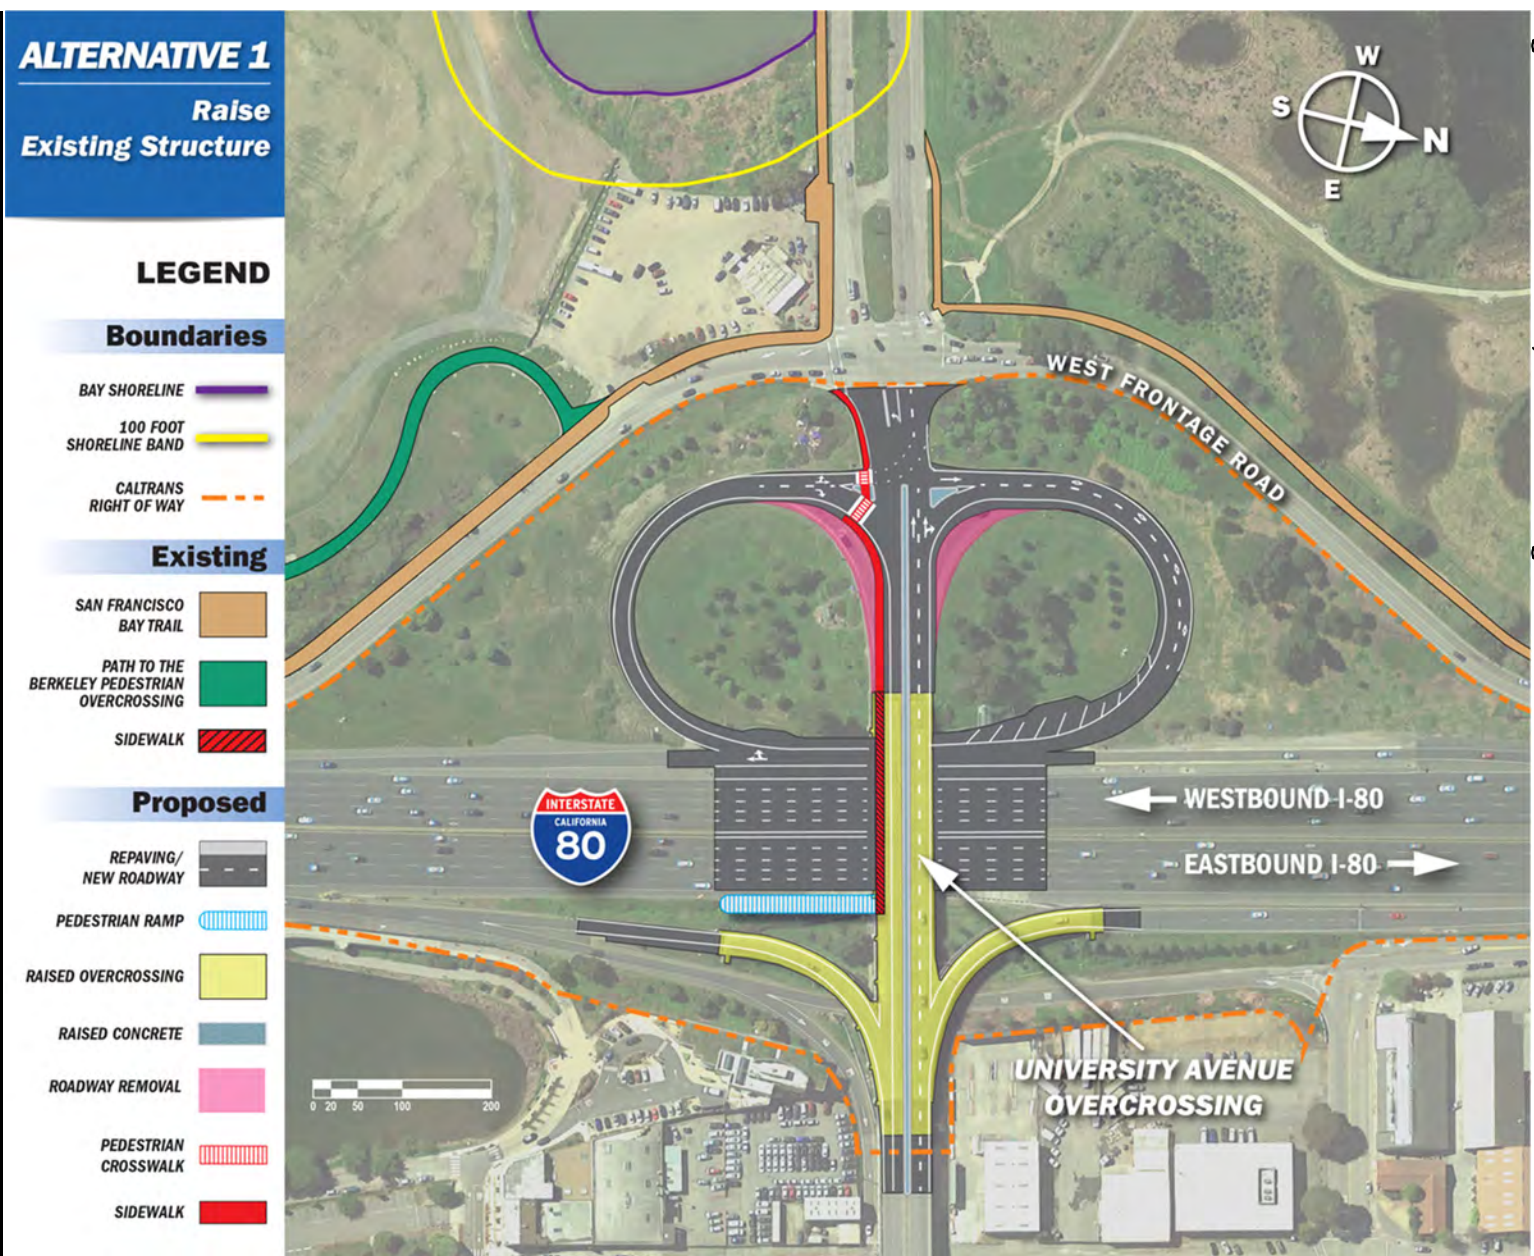 ALTERNATIVE 1
Raise
Existing Structure
LEGEND
Boundaries
BAY SHORELINE
100 FOOT
SHORELINE BAND
CALTRANS
RIGHT OF WAY
Existing
SAN FRANCISCO
BAY TRAIL
PATH TO THE
BERKELEY PEDESTRIAN
OVERCROSSING
SIDEWALK
Proposed
REPAVING/
NEW ROADWAY
PEDESTRIAN RAMP
RAISED OVERCROSSING
RAISED CONCRETE
ROADWAY REMOVAL
PEDESTRIAN
CROSSWALK
SIDEWALK
W
S
N
E
WEST FRONTAGE ROAD
INTERSTATE
CALIFORNIA
80
WESTBOUND I-80
EASTBOUND I-80
UNIVERSITY AVENUE
OVERCROSSING
0 20 50 100 200